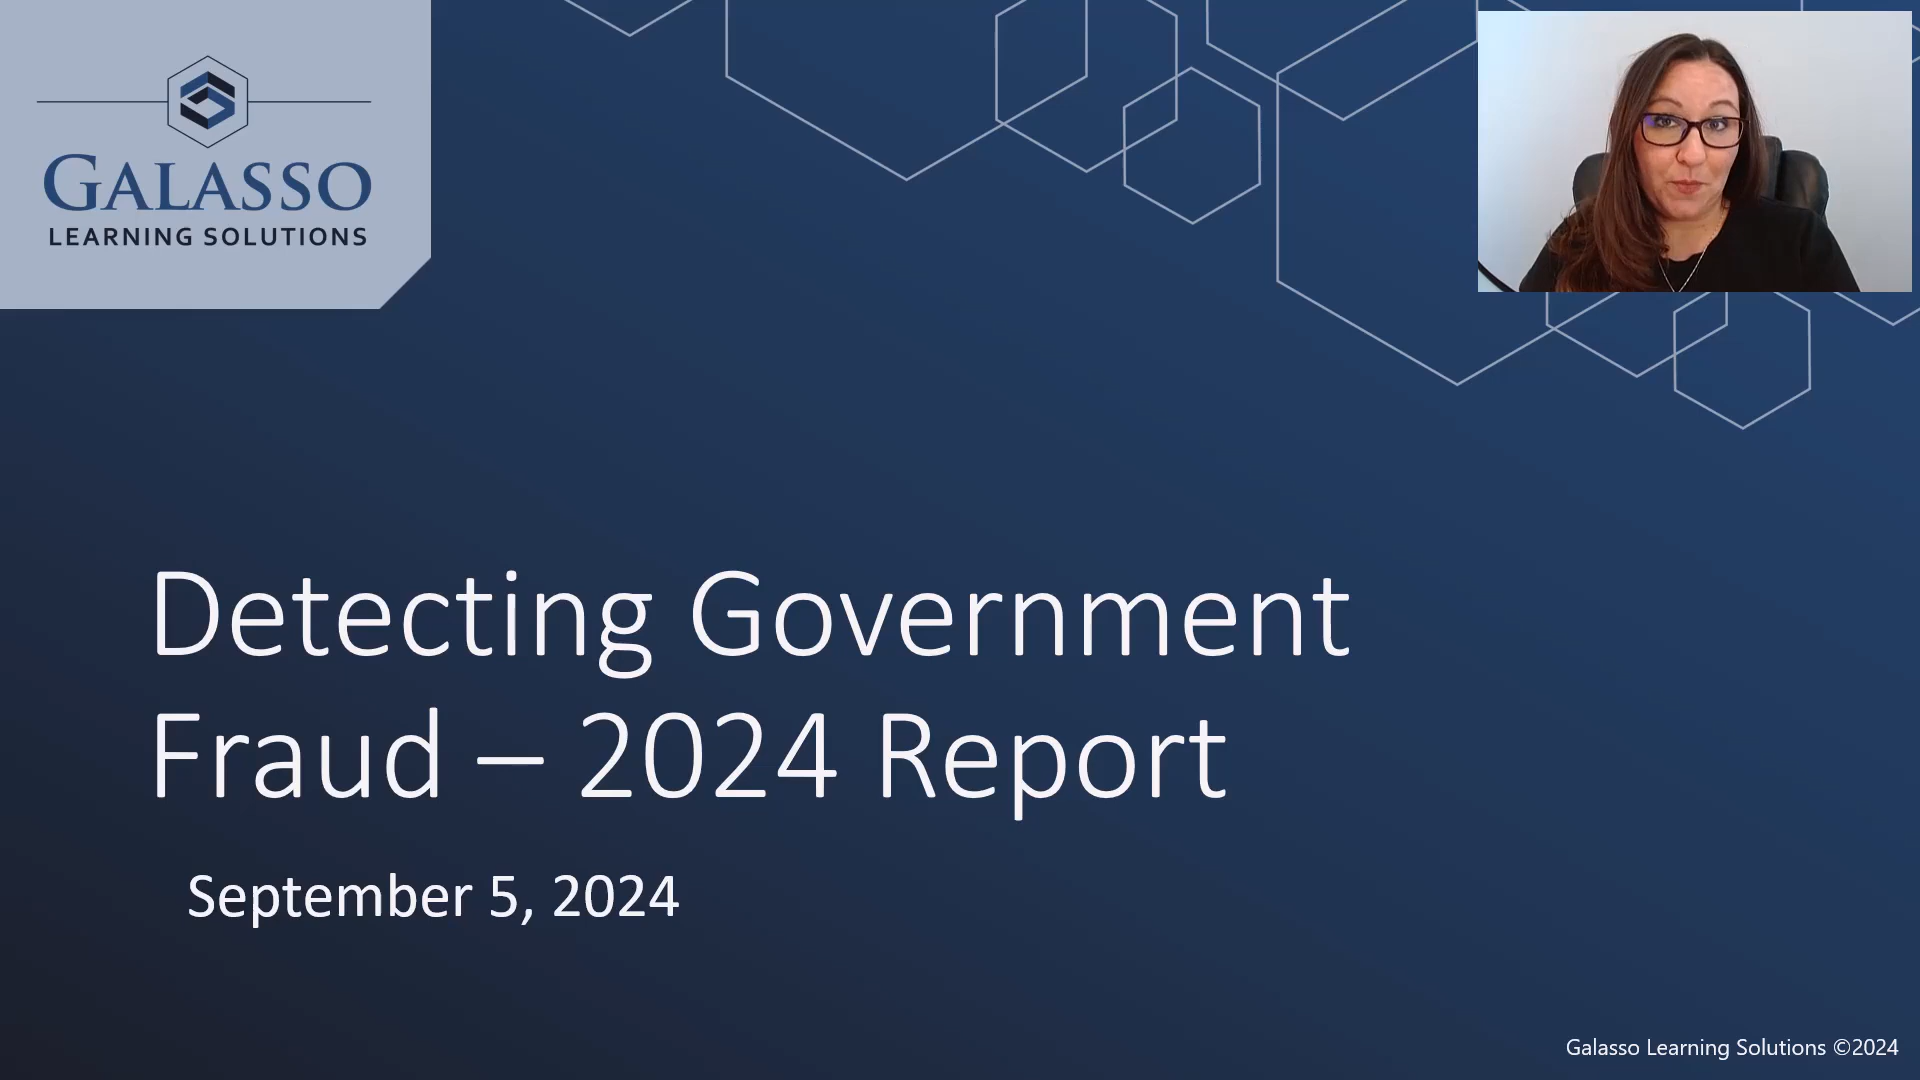 GALASSO
LEARNING SOLUTIONS
Detecting Government
Fraud – 2024 Report
September 5, 2024
Galasso Learning Solutions ©2024